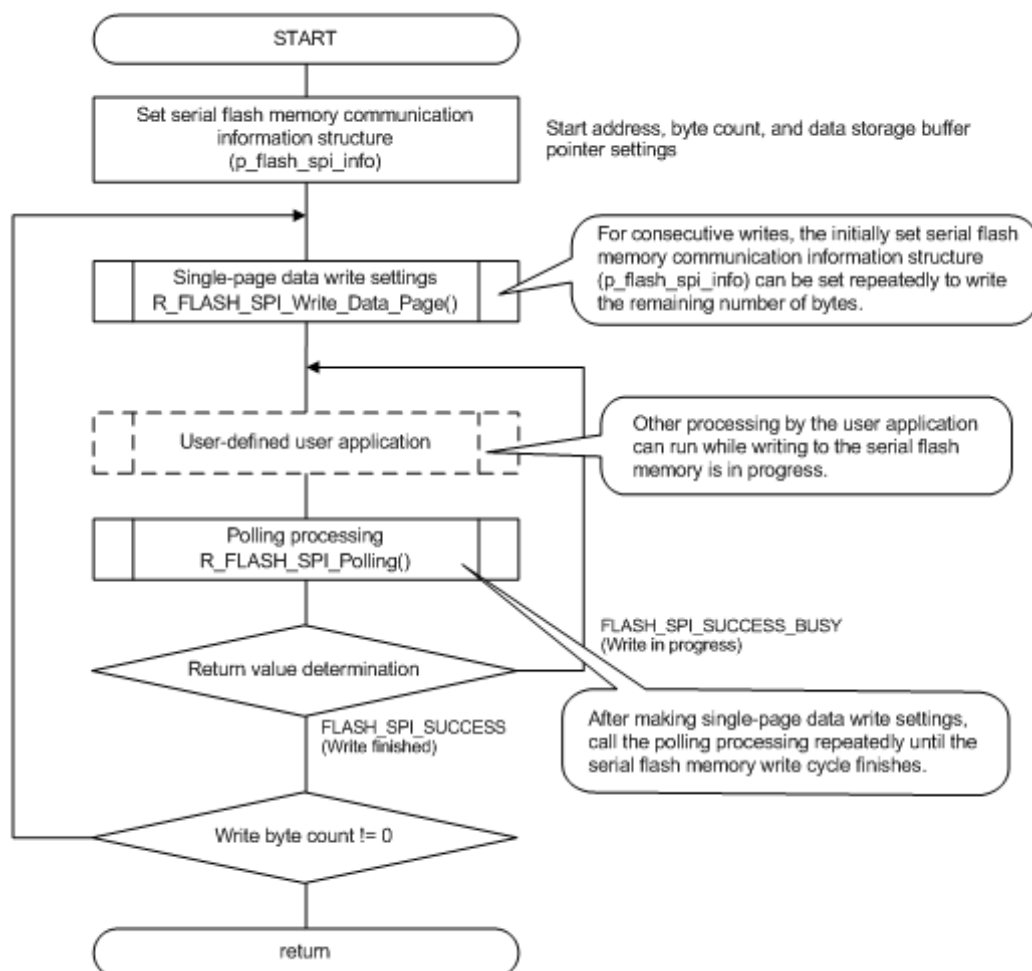 START
Set serial flash memory communication
information structure
(p_flash_spi_info)
Start address, byte count, and data storage buffer
pointer settings
For consecutive writes, the initially set serial flash
memory communication information structure
(p_flash_spi_info) can be set repeatedly to write
the remaining number of bytes.
Single-page data write settings
R_FLASH_SPI_Write_Data_Page()
User-defined user application
Other processing by the user application
can run while writing to the serial flash
memory is in progress.
Polling processing
R_FLASH_SPI_Polling()
FLASH_SPI_SUCCESS_BUSY
(Write in progress)
Return value determination
FLASH_SPI_SUCCESS
(Write finished)
After making single-page data write settings,
call the polling processing repeatedly until the
serial flash memory write cycle finishes.
Write byte count != 0
return